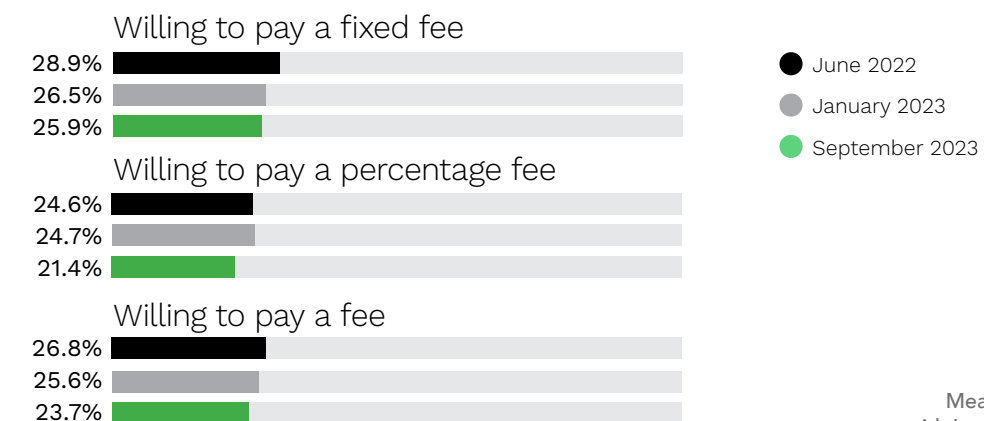 Willing to pay a fixed fee
28.9%
26.5%
25.9%
Willing to pay a percentage fee
24.6%
24.7%
21.4%
Willing to pay a fee
26.8%
25.6%
23.7%
June 2022
January 2023
September 2023
Mea